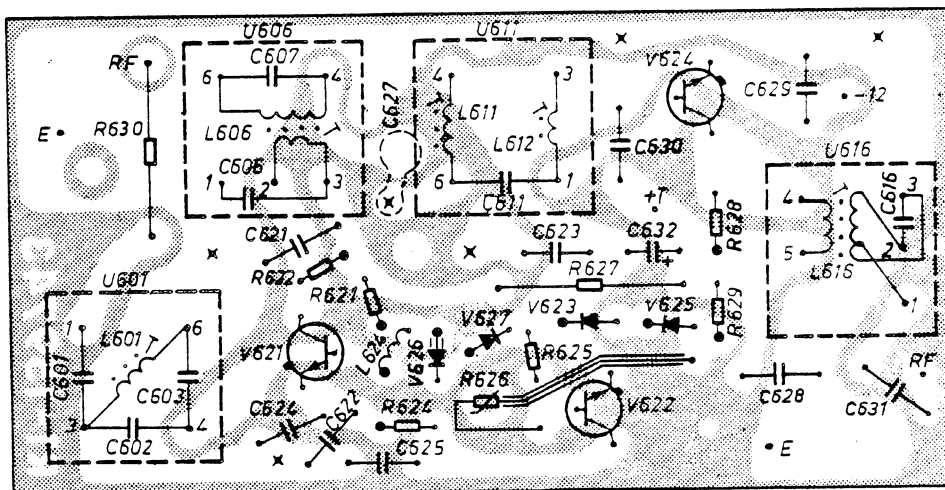 U606
U611
RF
C607
6
4
C627
4
3
V624
C629
-12
E
R630
L606
L611
L612
C630
U616
C606
1
2
3
6
C611
1
4
C616
3
+T
R628
C621
C623
C632
+
5
2
L616
R622
R627
U601
R621
V623
V625
R629
1
1
L601
6
V621
L626
V626
V627
R625
RF
C601
C603
R626
3
4
C602
C624
C622
R624
V622
C628
C631
C625
E